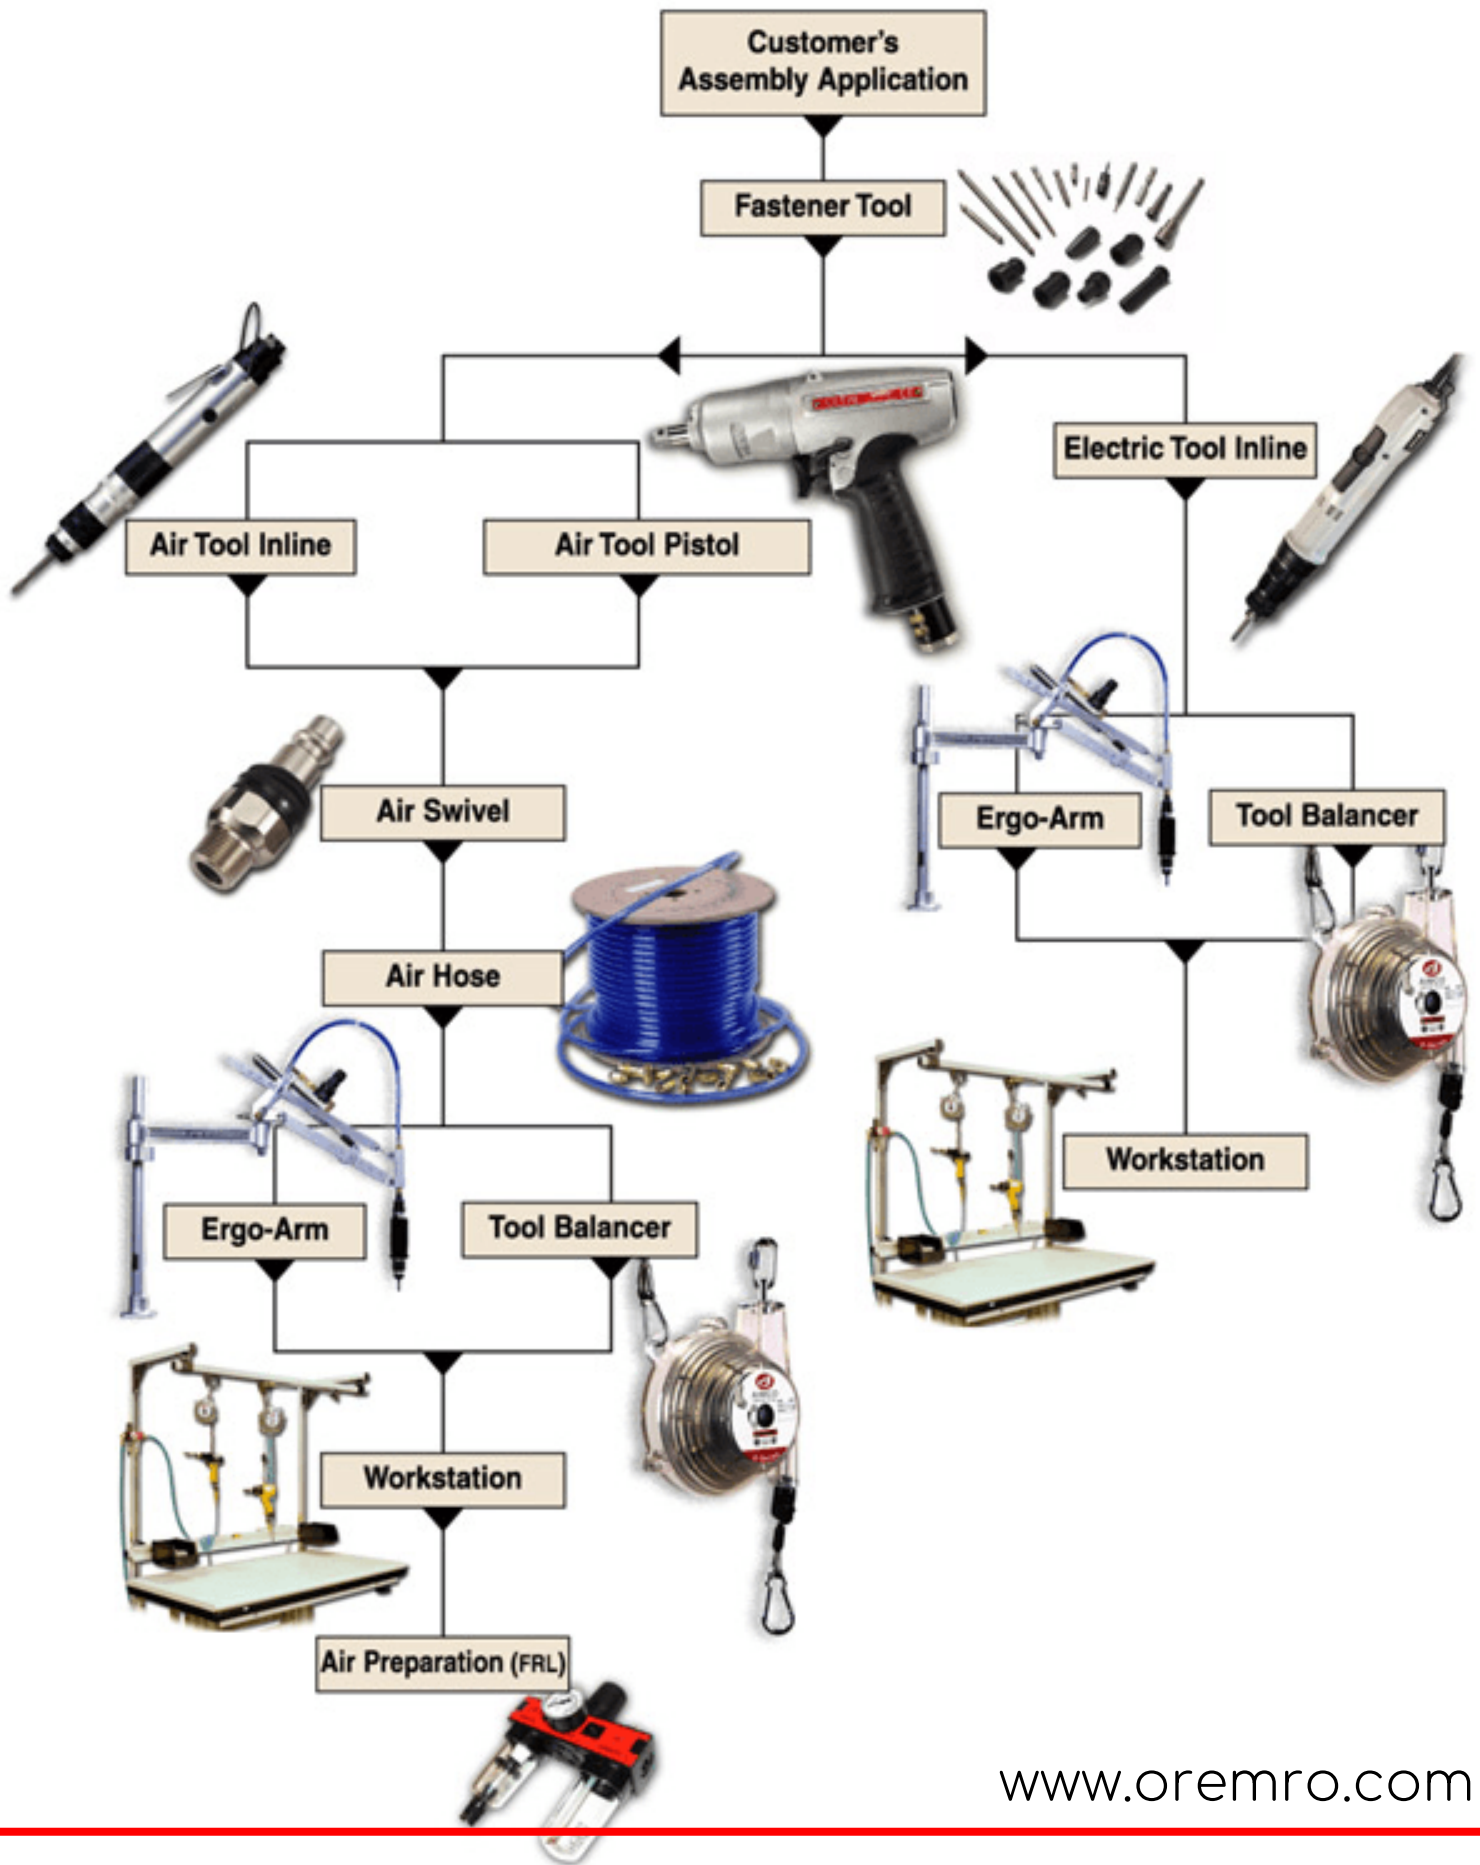 Customer's
Assembly Application
Fastener Tool
Electric Tool Inline
Air Tool Inline
Air Tool Pistol
Air Swivel
Ergo-Arm
Tool Balancer
Air Hose
Workstation
Ergo-Arm
Tool Balancer
Workstation
Air Preparation (FRL)
www.oremro.com